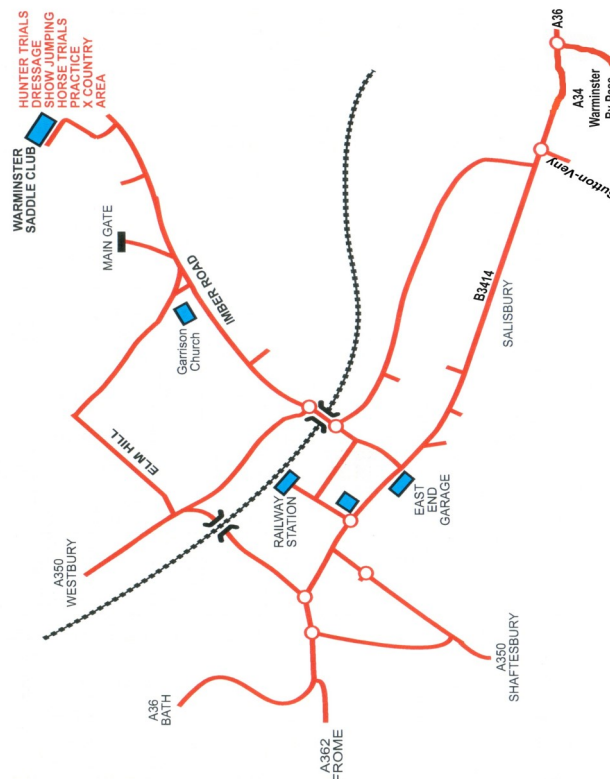 HUNTER TRIALS
DRESSAGE
SHOW JUMPING
HORSE TRIALS
PRACTICE
X COUNTRY
AREA
WARMINSTER
SADDLE CLUB
MAIN GATE
IMBER ROAD
Garrison
Church
ELM HILL
A350
WESTBURY
RAILWAY
STATION
EAST
END
GARAGE
A36
BATH
A362
FROME
A350
SHAFTESBURY
B3414
SALISBURY
Sutton-Veny
A36
A34
Warminster
By Pass